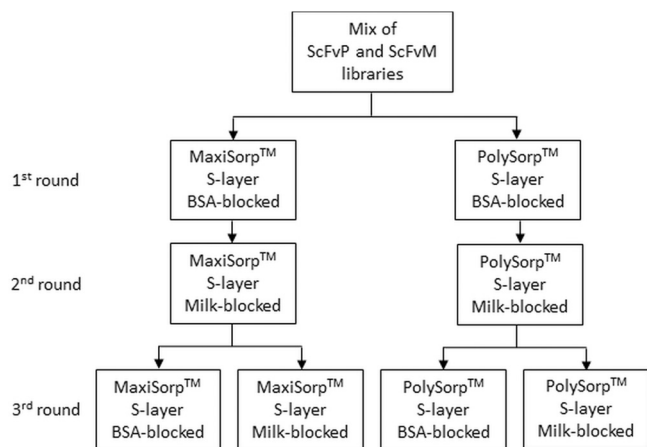 Mix of
ScFvP and ScFvM
libraries
1st round
MaxiSorp™
S-layer
BSA-blocked
PolySorp™
S-layer
BSA-blocked
2nd round
MaxiSorp™
S-layer
Milk-blocked
PolySorp™
S-layer
Milk-blocked
3rd round
MaxiSorp™
S-layer
BSA-blocked
MaxiSorp™
S-layer
Milk-blocked
PolySorp™
S-layer
BSA-blocked
PolySorp™
S-layer
Milk-blocked